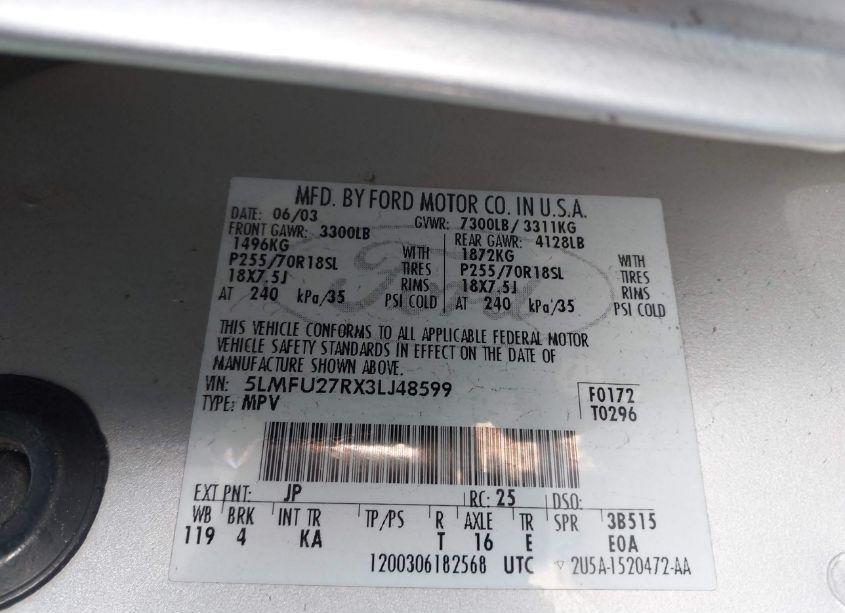 MFD. BY FORD MOTOR CO. IN U.S.A.
DATE: 06/03 GVWR: 7300LB/ 3311KG
FRONT GAWR: 3300LB REAR GAWR: 4128LB
1496KG WITH 1872KG WITH
P255/70R18SL TIRES P255/70R18SL TIRES
18X7.5J RIMS 18X7.5J RIMS
AT 240 kPa/35 PSI COLD AT 240 kPa/35 PSI COLD
Ford
THIS VEHICLE CONFORMS TO ALL APPLICABLE FEDERAL MOTOR
VEHICLE SAFETY STANDARDS IN EFFECT ON THE DATE OF
MANUFACTURE SHOWN ABOVE.
VIN: 5LMFU27RX3LJ48599 F0172
TYPE: MPV T0296
EXT PNT: JP RC: 25 DSO:
WB BRK INT TR TP/PS R AXLE TR SPR 3B515
119 4 KA T 16 E EOA
1200306182568 UTC ▽ 2U5A-1520472-AA